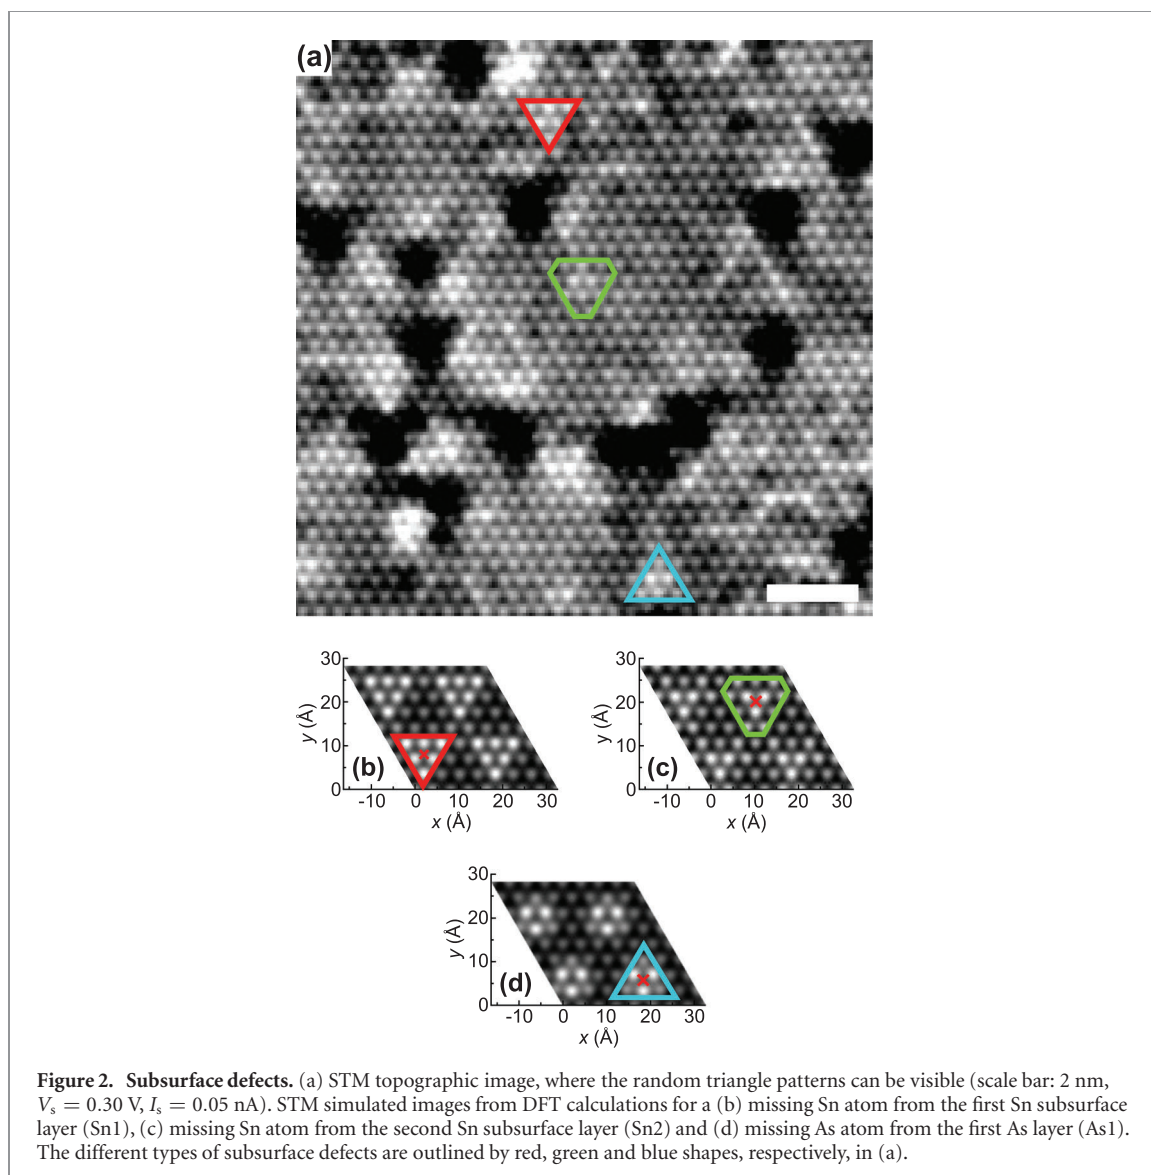 (a)
30
20
10
0
y (Å)
(b)
-10 0 10 20 30
x (Å)
30
20
10
0
y (Å)
(c)
-10 0 10 20 30
x (Å)
30
20
10
0
y (Å)
(d)
-10 0 10 20 30
x (Å)
Figure 2. Subsurface defects. (a) STM topographic image, where the random triangle patterns can be visible (scale bar: 2 nm,
Vs = 0.30 V, Is = 0.05 nA). STM simulated images from DFT calculations for a (b) missing Sn atom from the first Sn subsurface
layer (Sn1), (c) missing Sn atom from the second Sn subsurface layer (Sn2) and (d) missing As atom from the first As layer (As1).
The different types of subsurface defects are outlined by red, green and blue shapes, respectively, in (a).